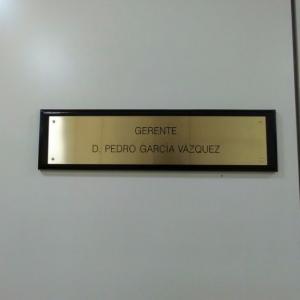 GERENTE
D. PEDRO GARCIA VAZQUEZ